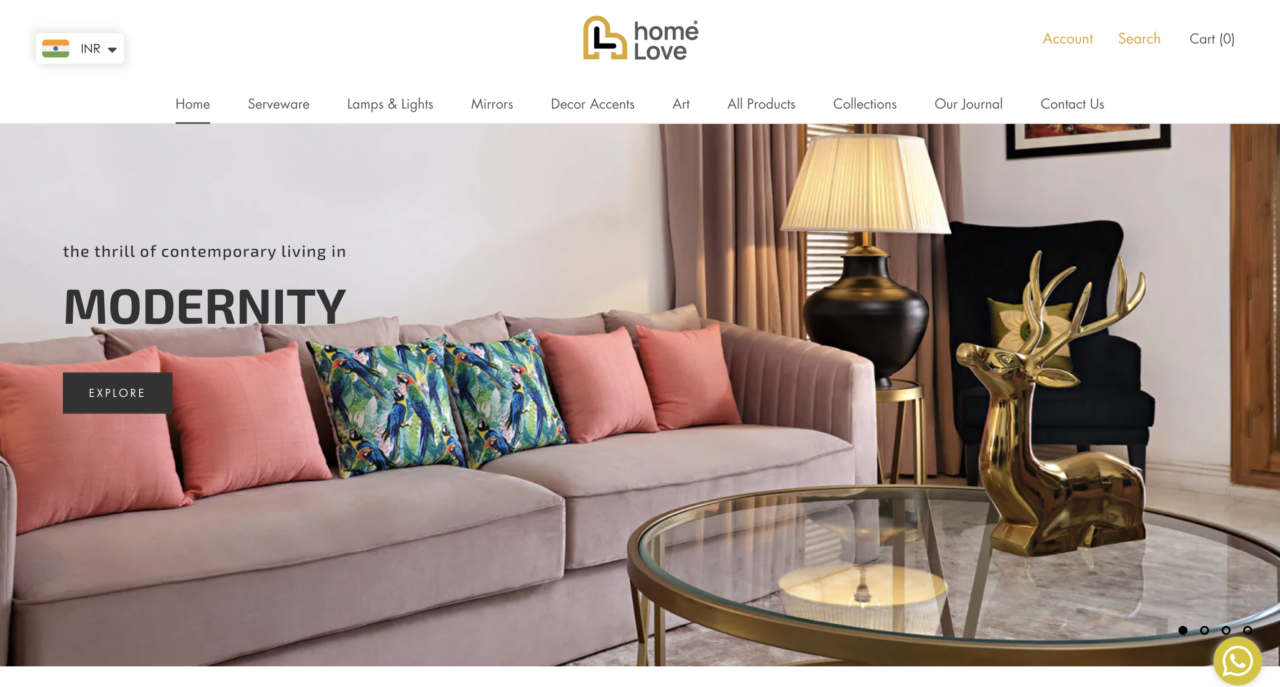 INR
home
Love
Account
Search
Cart (0)
Home
Serveware
Lamps & Lights
Mirrors
Decor Accents
Art
All Products
Collections
Our Journal
Contact Us
the thrill of contemporary living in
MODERNITY
EXPLORE